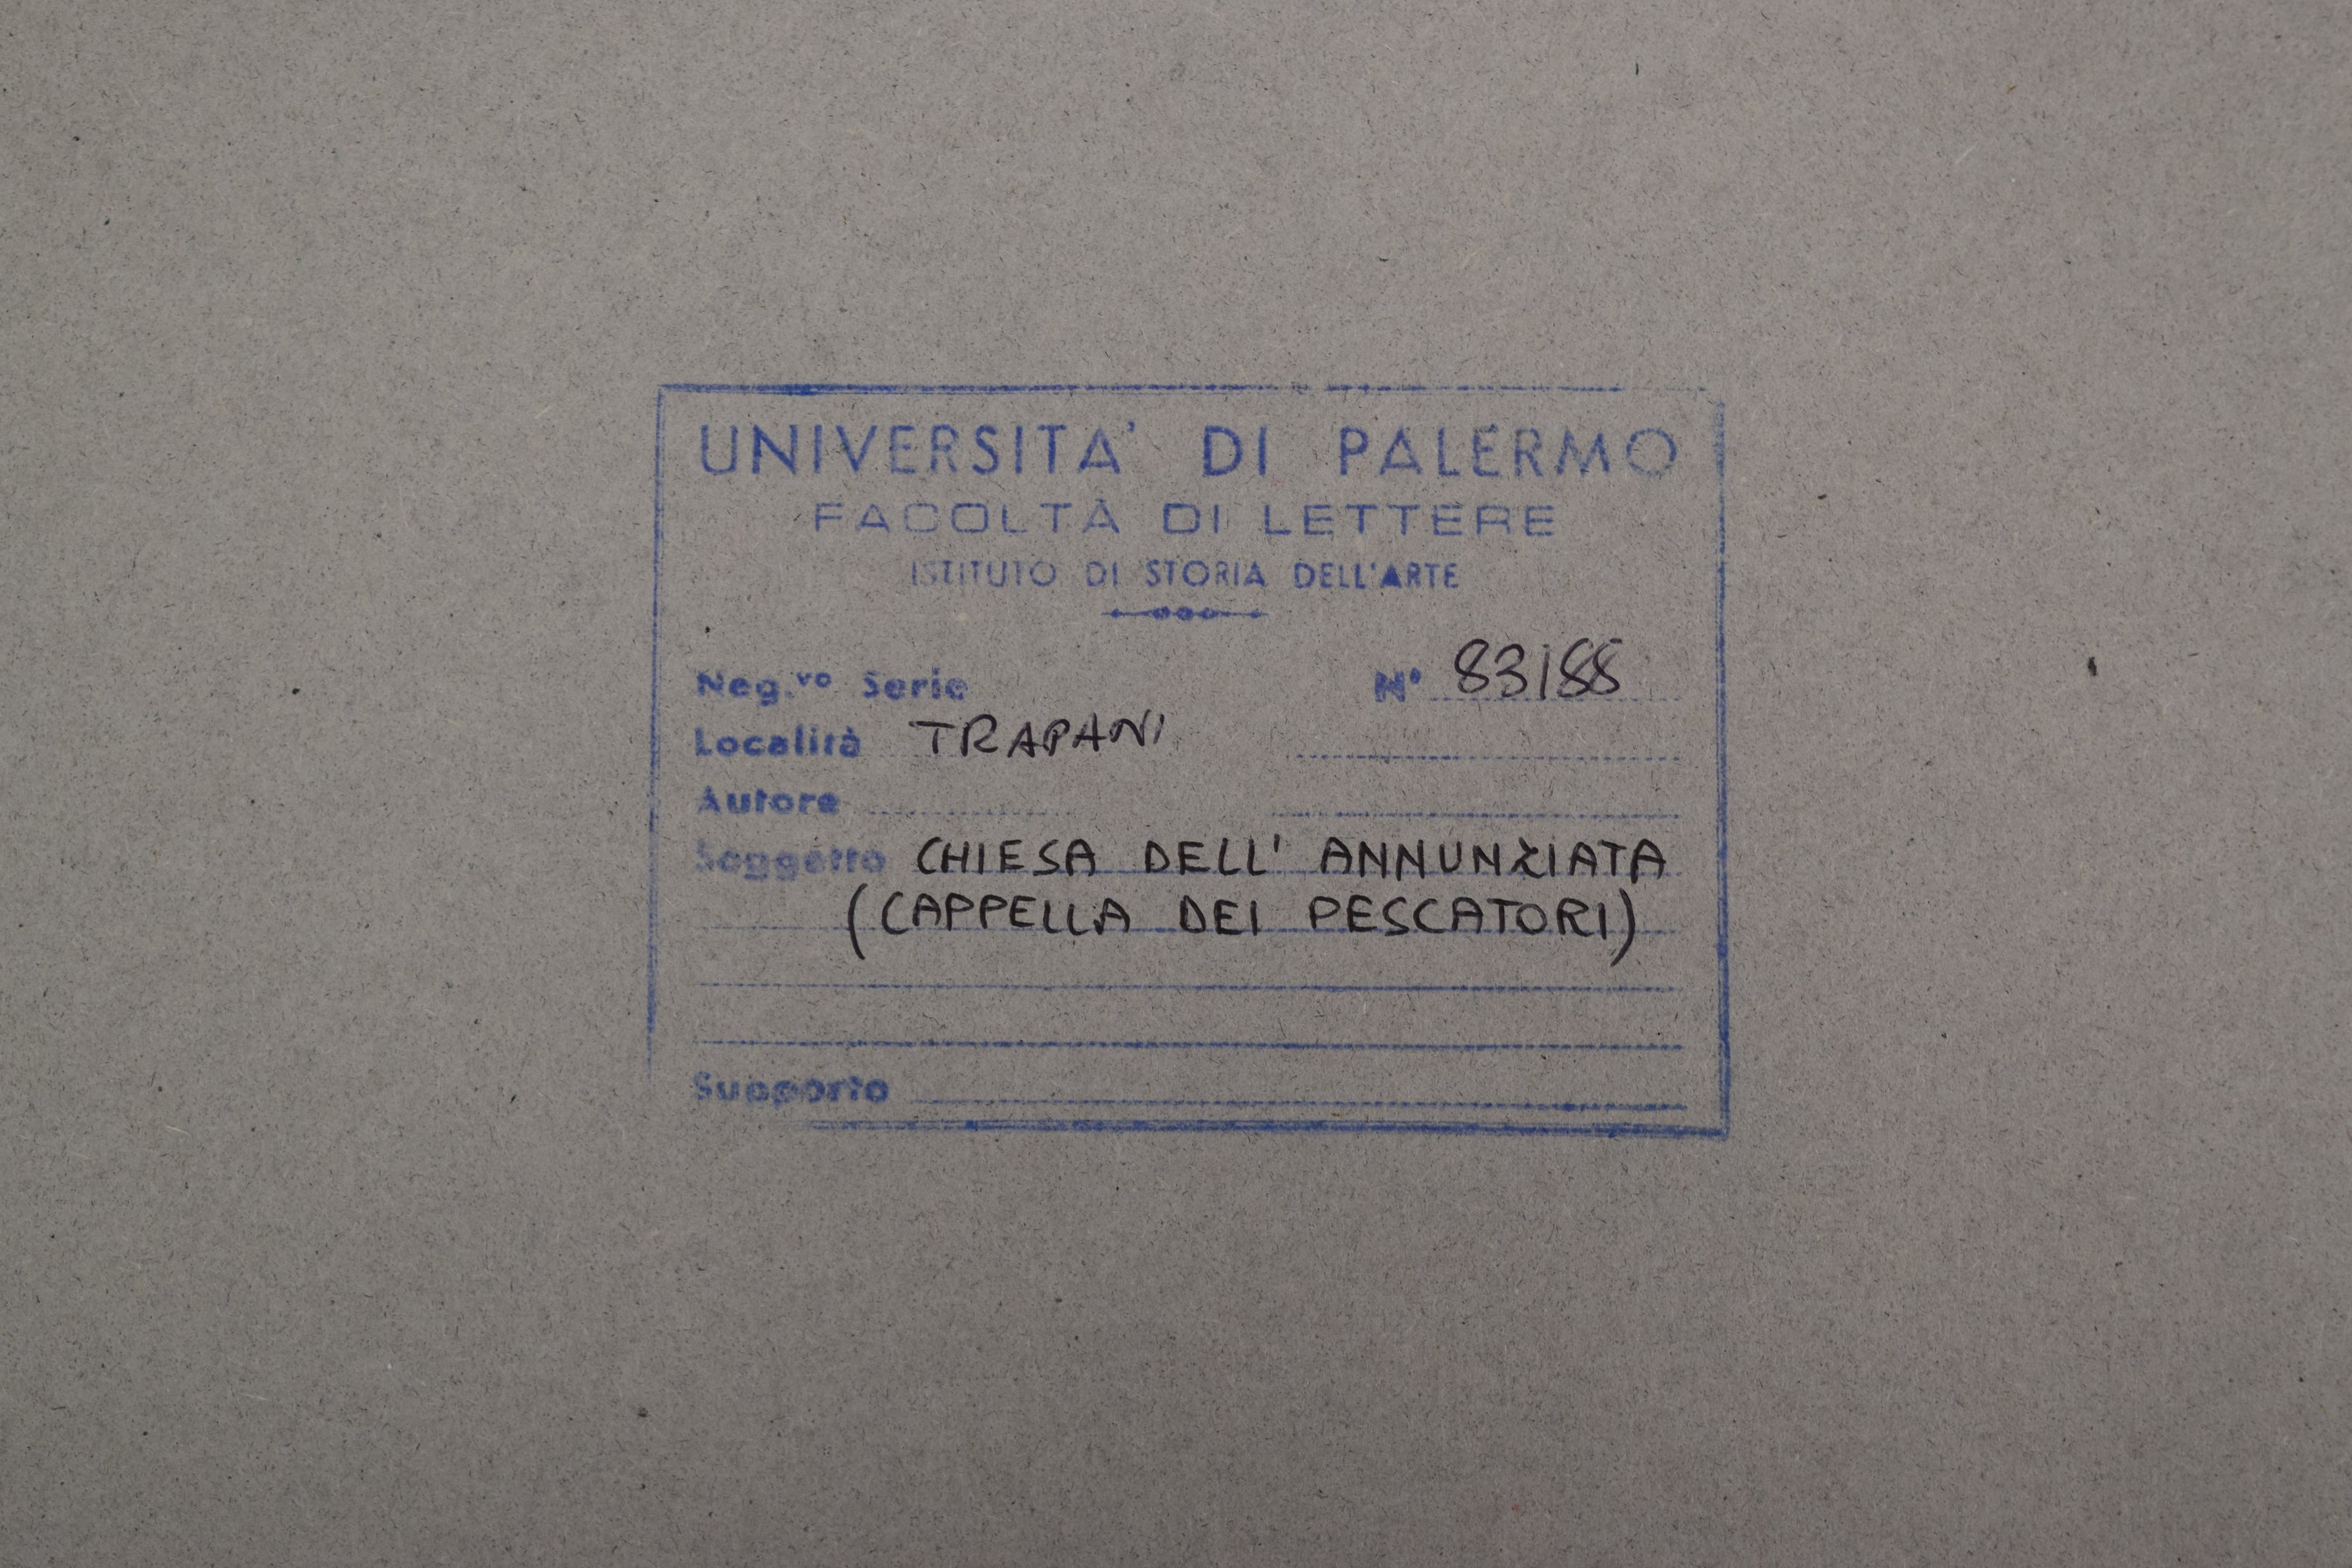 UNIVERSITA' DI PALERMO
FACOLTÀ DI LETTERE
ISTITUTO DI STORIA DELL'ARTE
Neg.vo Serie N° 83188
Località TRAPANI
Autore
Soggetto CHIESA DELL' ANNUNZIATA
(CAPPELLA DEI PESCATORI)
Supporto